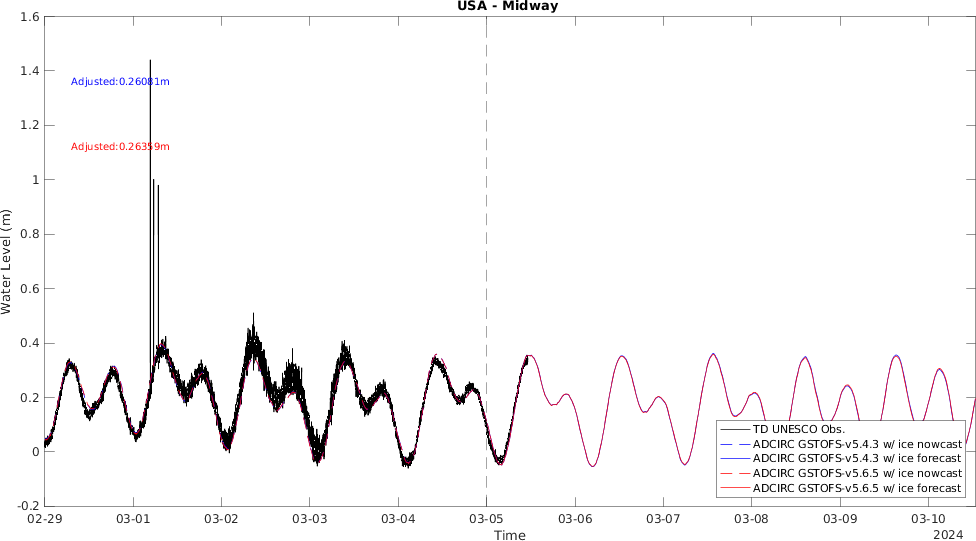 USA - Midway
1.6
1.4
1.2
1
0.8
0.6
0.4
0.2
0
-0.2
Water Level (m)
Adjusted:0.26081m
Adjusted:0.26359m
TD UNESCO Obs.
ADCIRC GSTOFS-v5.4.3 w/ ice nowcast
ADCIRC GSTOFS-v5.4.3 w/ ice forecast
ADCIRC GSTOFS-v5.6.5 w/ ice nowcast
ADCIRC GSTOFS-v5.6.5 w/ ice forecast
02-29 03-01 03-02 03-03 03-04 03-05 03-06 03-07 03-08 03-09 03-10
Time
2024